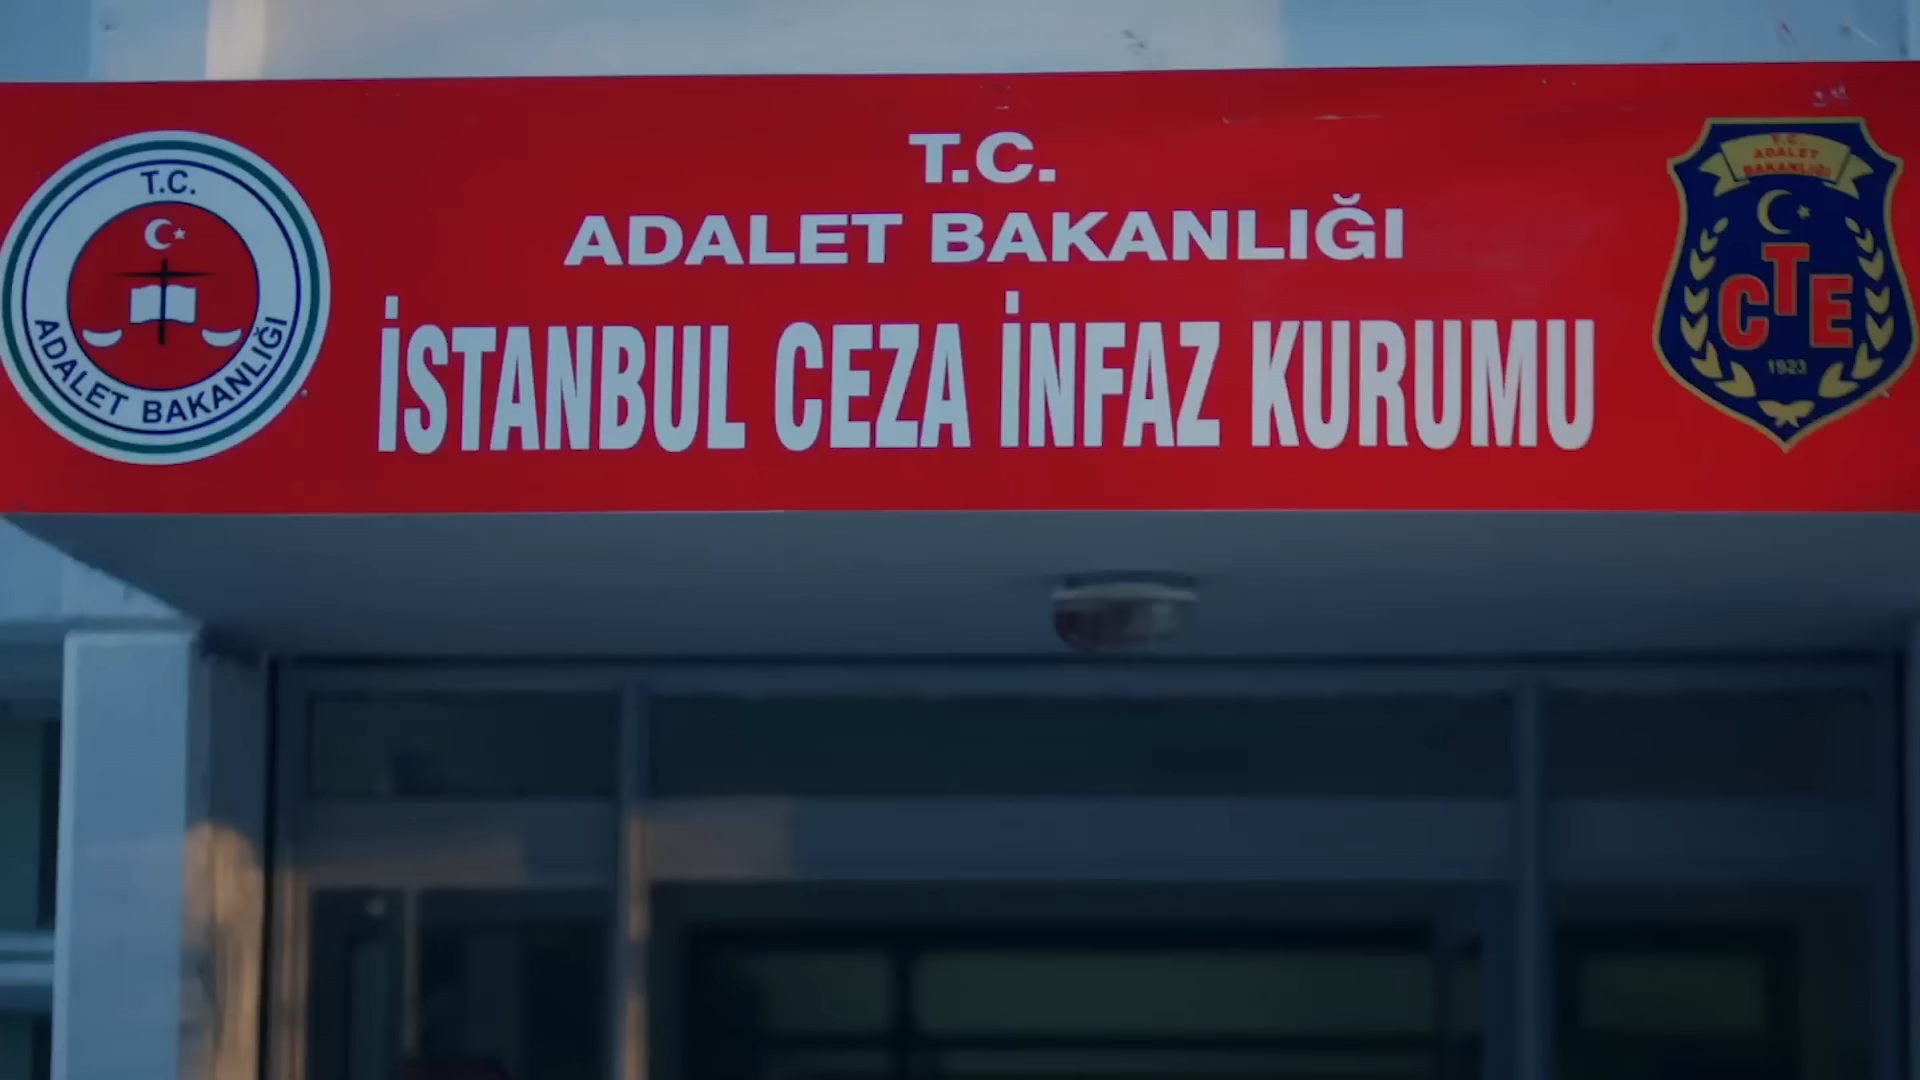 T.C.
ADALET BAKANLIĞI
İSTANBUL CEZA İNFAZ KURUMU
T.C.
ADALET BAKANLIĞI
T.C.
ADALET
BAKANLIĞI
CTE
1923